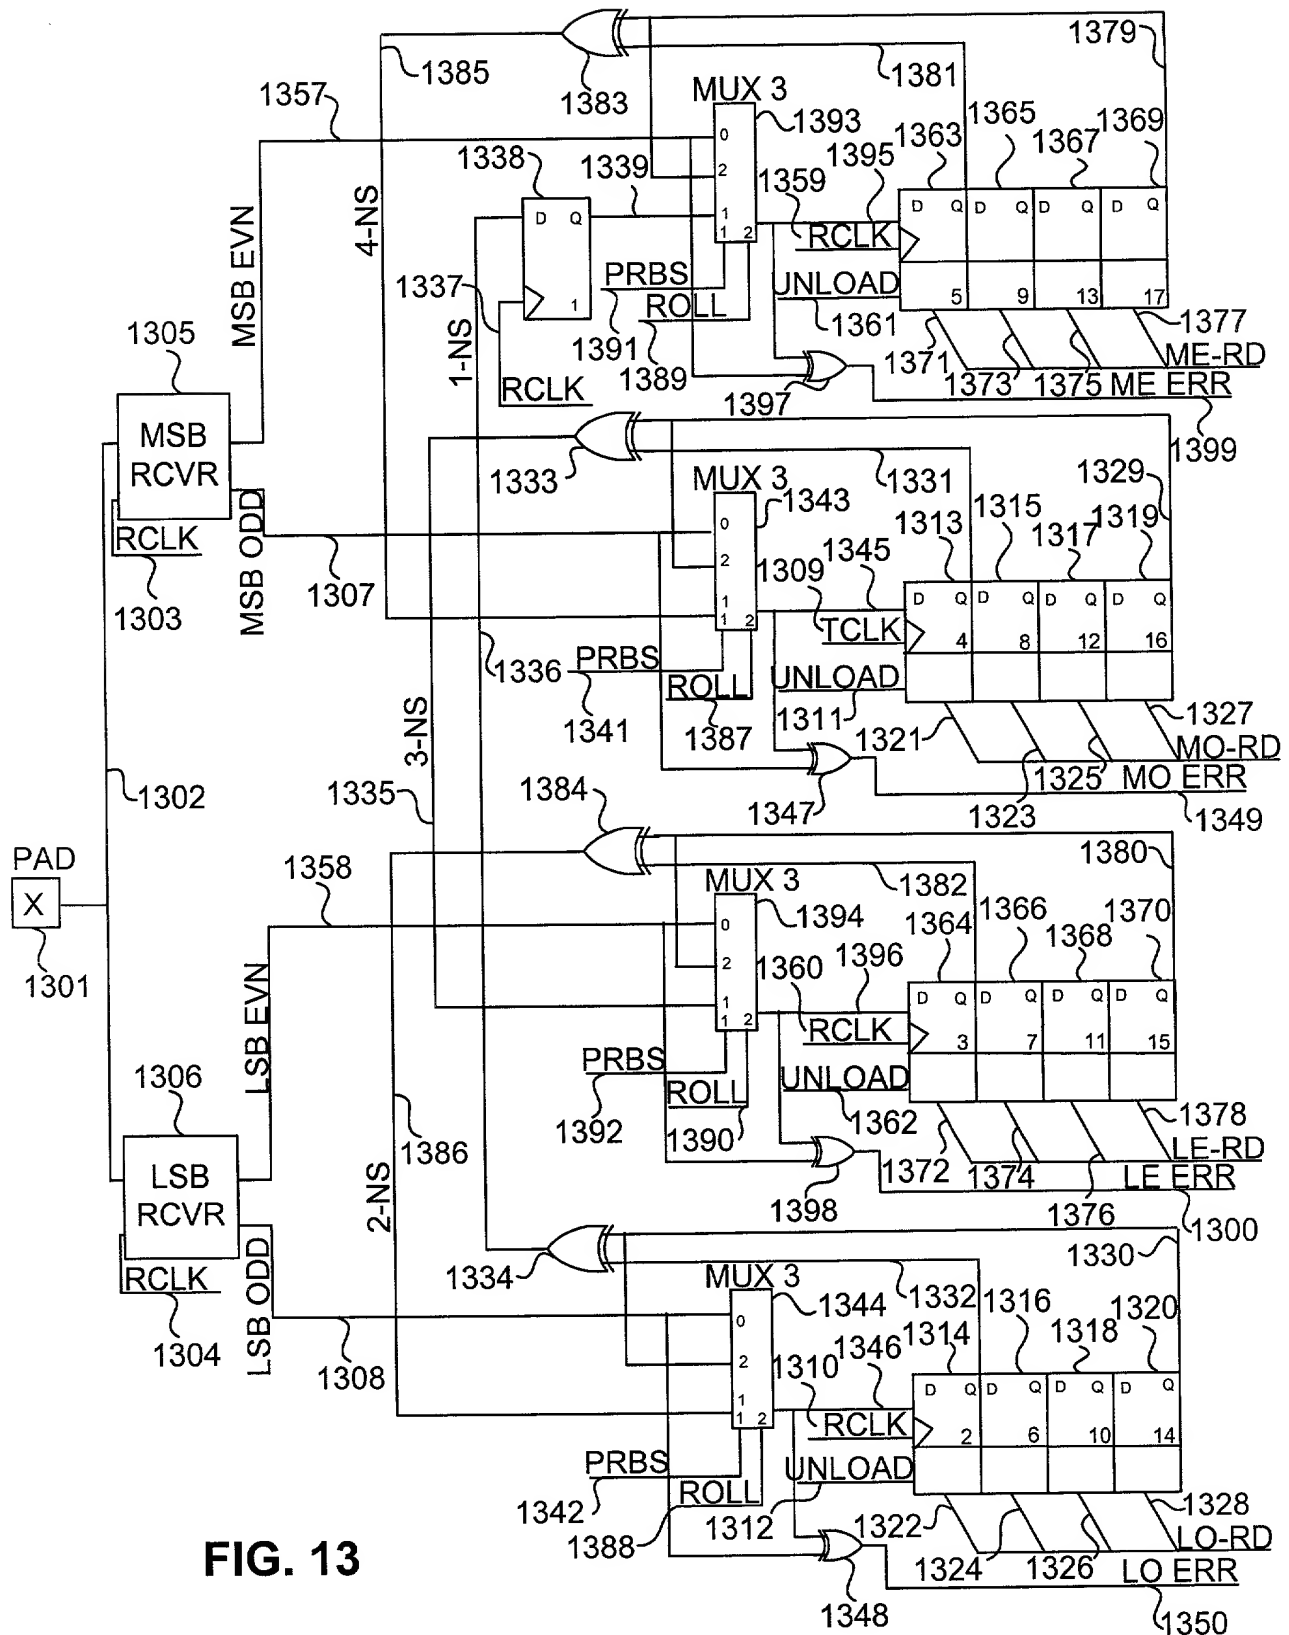 1379
1385
1383
1381
MUX 3
1357
1393
1338
1339
1359
1395
1363
1365
1367
1369
0
2
1
1 2
4-NS
MSB EVN
D Q
1
1337
RCLK
D Q D Q D Q D Q
5 9 13 17
PRBS
ROLL
UNLOAD
1361
1391
1389
1-NS
RCLK
1371
1373
1375
1377
ME-RD
ME ERR
1397
1399
1305
MSB
RCVR
RCLK
1303
MSB ODD
1307
1333
1331
MUX 3
1343
1329
1313
1315
1317
1319
0
2
1
1 2
1309
1345
TCLK
D Q D Q D Q D Q
4 8 12 16
PRBS
ROLL
UNLOAD
1341
1387
1311
1336
1321
1323
1325
1327
MO-RD
MO ERR
1347
1349
3-NS
1335
1302
PAD
X
1301
1384
1380
1382
MUX 3
1358
1394
1364
1366
1368
1370
0
2
1
1 2
1360
1396
RCLK
D Q D Q D Q D Q
3 7 11 15
LSB EVN
PRBS
ROLL
UNLOAD
1392
1390
1362
1372
1374
1376
1378
LE-RD
LE ERR
1398
1300
1306
LSB
RCVR
RCLK
1304
1386
2-NS
LSB ODD
1308
1334
1332
1330
MUX 3
1344
1314
1316
1318
1320
0
2
1
1 2
1310
1346
RCLK
D Q D Q D Q D Q
2 6 10 14
PRBS
ROLL
UNLOAD
1342
1388
1312
1322
1324
1326
1328
LO-RD
LO ERR
1348
1350
FIG. 13